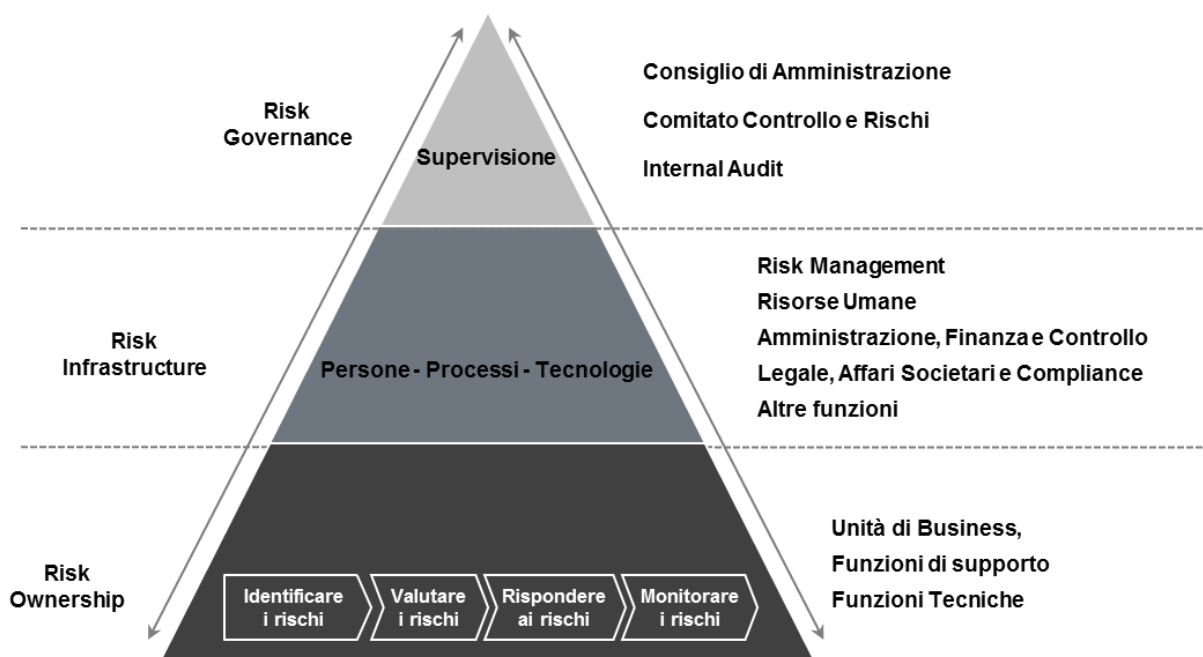 Risk
Governance
Supervisione
Consiglio di Amministrazione
Comitato Controllo e Rischi
Internal Audit
Risk
Infrastructure
Persone - Processi - Tecnologie
Risk Management
Risorse Umane
Amministrazione, Finanza e Controllo
Legale, Affari Societari e Compliance
Altre funzioni
Risk
Ownership
Identificare
i rischi
Valutare
i rischi
Rispondere
ai rischi
Monitorare
i rischi
Unità di Business,
Funzioni di supporto
Funzioni Tecniche